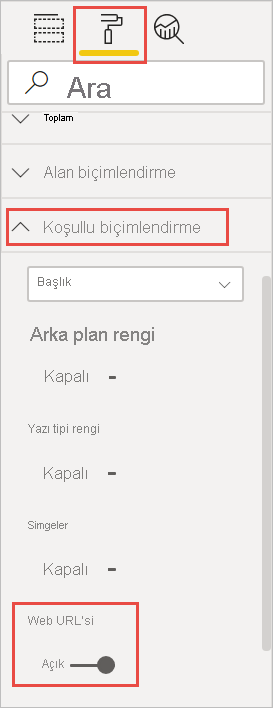 Ara
Toplam
Alan biçimlendirme
Koşullu biçimlendirme
Başlık
Arka plan rengi
Kapalı
Yazı tipi rengi
Kapalı
Simgeler
Kapalı
Web URL'si
Açık